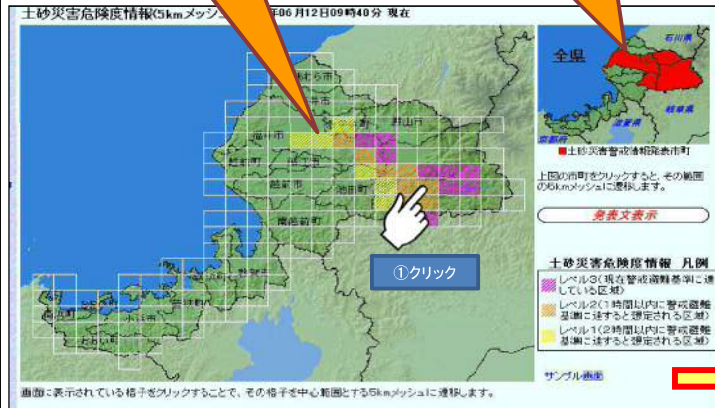 土砂災害危険度情報(5kmメッシュ
年06月12日09時40分 現在
石川県
全県
岐阜県
滋賀県
京都府
■土砂災害警戒情報発表市町
上図の市町をクリックすると、その範囲
の5kmメッシュに遷移します。
発表文表示
あわら市
福井市
越前町
越前市
池田町
南越前町
①クリック
土砂災害危険度情報 凡例
レベル3(現在警戒避難基準に達
している区域)
レベル2(1時間以内に警戒避難
基準に達すると想定される区域)
レベル1(2時間以内に警戒避難
基準に達すると想定される区域)
サンプル画面
画面に表示されている格子をクリックすることで、その格子を中心範囲とする5kmメッシュに遷移します。